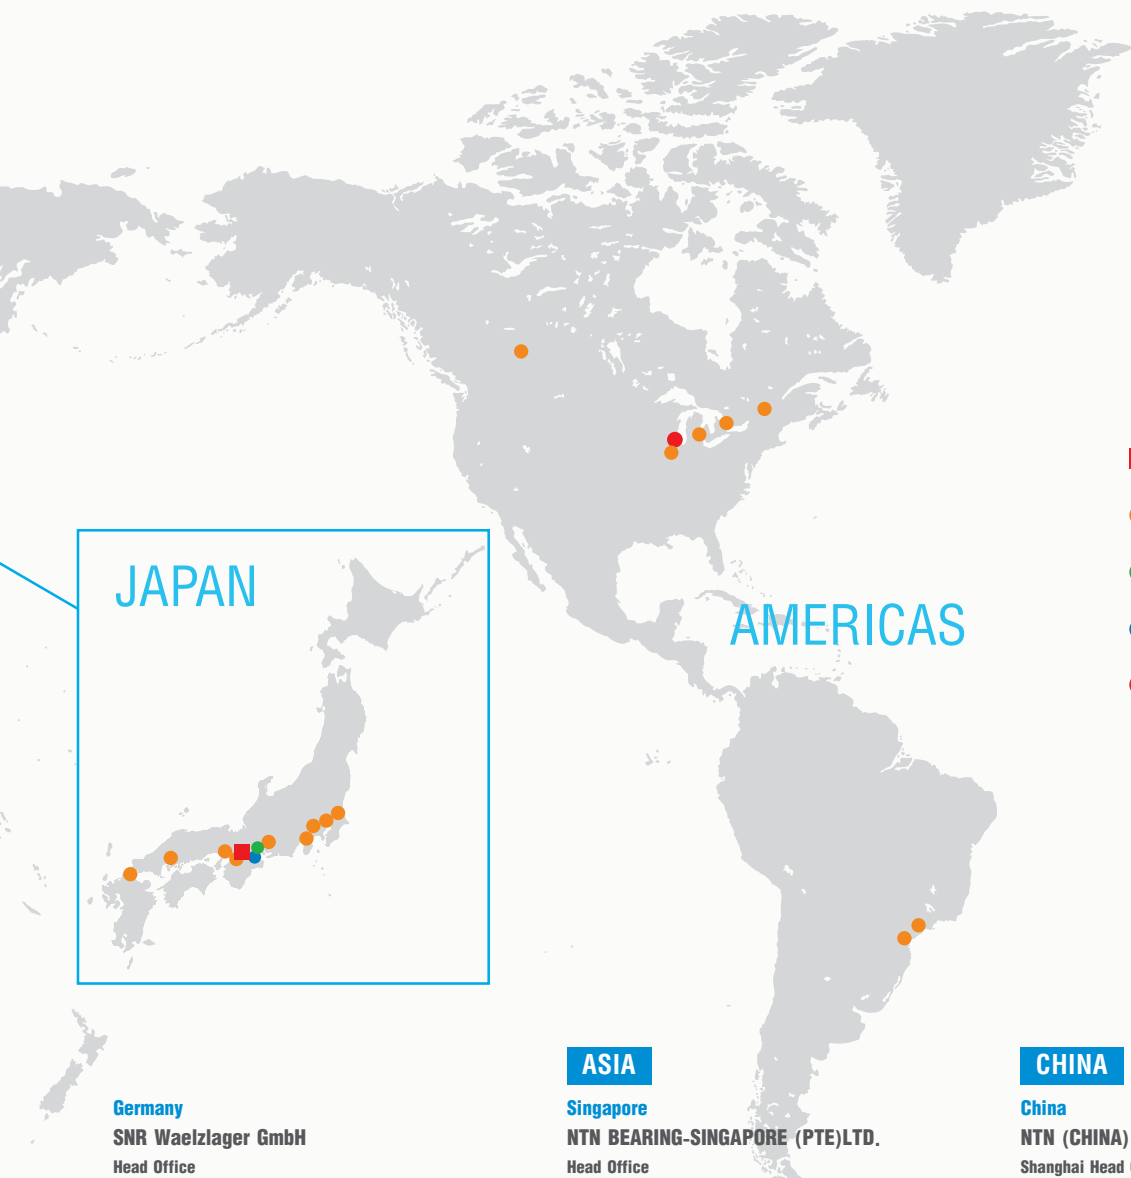 JAPAN
AMERICAS
Germany
SNR Waelzlager GmbH
Head Office
ASIA
Singapore
NTN BEARING-SINGAPORE (PTE)LTD.
Head Office
CHINA
China
NTN (CHINA)
Shanghai Head